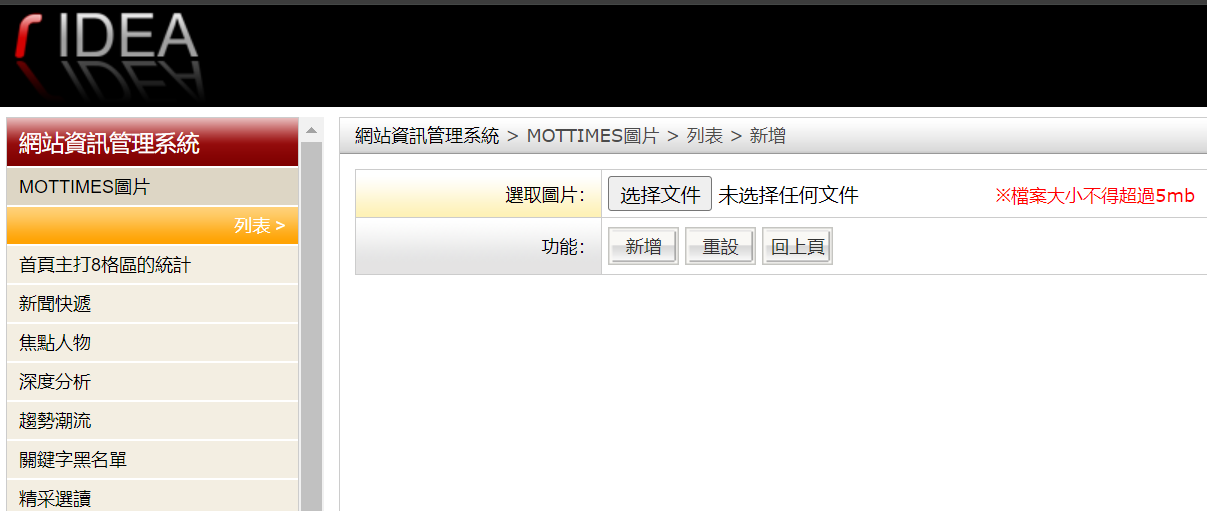 r IDEA
網站資訊管理系統
MOTTIMES圖片
列表 >
首頁主打8格區的統計
新聞快遞
焦點人物
深度分析
趨勢潮流
關鍵字黑名單
精采選讀
網站資訊管理系統 > MOTTIMES圖片 > 列表 > 新增
選取圖片： 选择文件 未选择任何文件 ※檔案大小不得超過5mb
功能： 新增 重設 回上頁